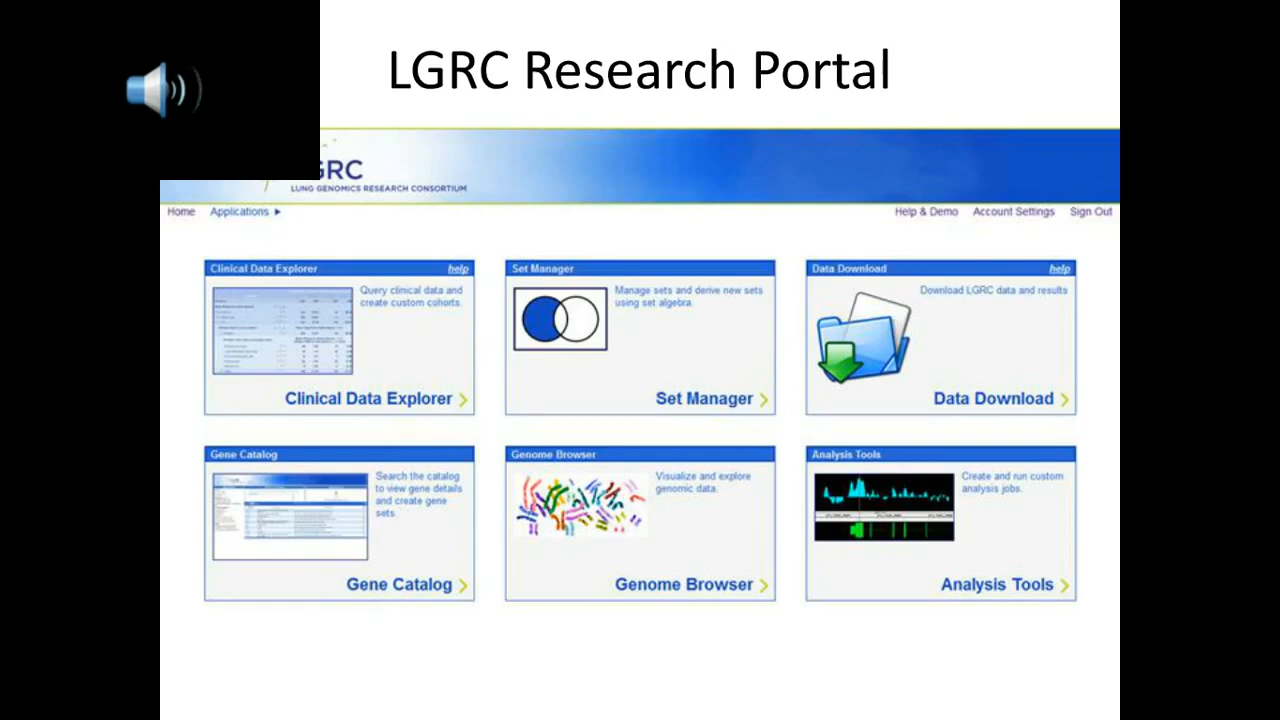 LGRC Research Portal
GRC
LUNG GENOMICS RESEARCH CONSORTIUM
Home Applications
Help & Demo Account Settings Sign Out
Clinical Data Explorer help
Query clinical data and
create custom cohorts.
Clinical Data Explorer
Set Manager
Manage sets and derive new sets
using set algebra.
Set Manager
Data Download help
Download LGRC data and results
Data Download
Gene Catalog
Search the catalog
to view gene details
and create gene
sets.
Gene Catalog
Genome Browser
Visualize and explore
genomic data.
Genome Browser
Analysis Tools
Create and run custom
analysis jobs.
Analysis Tools